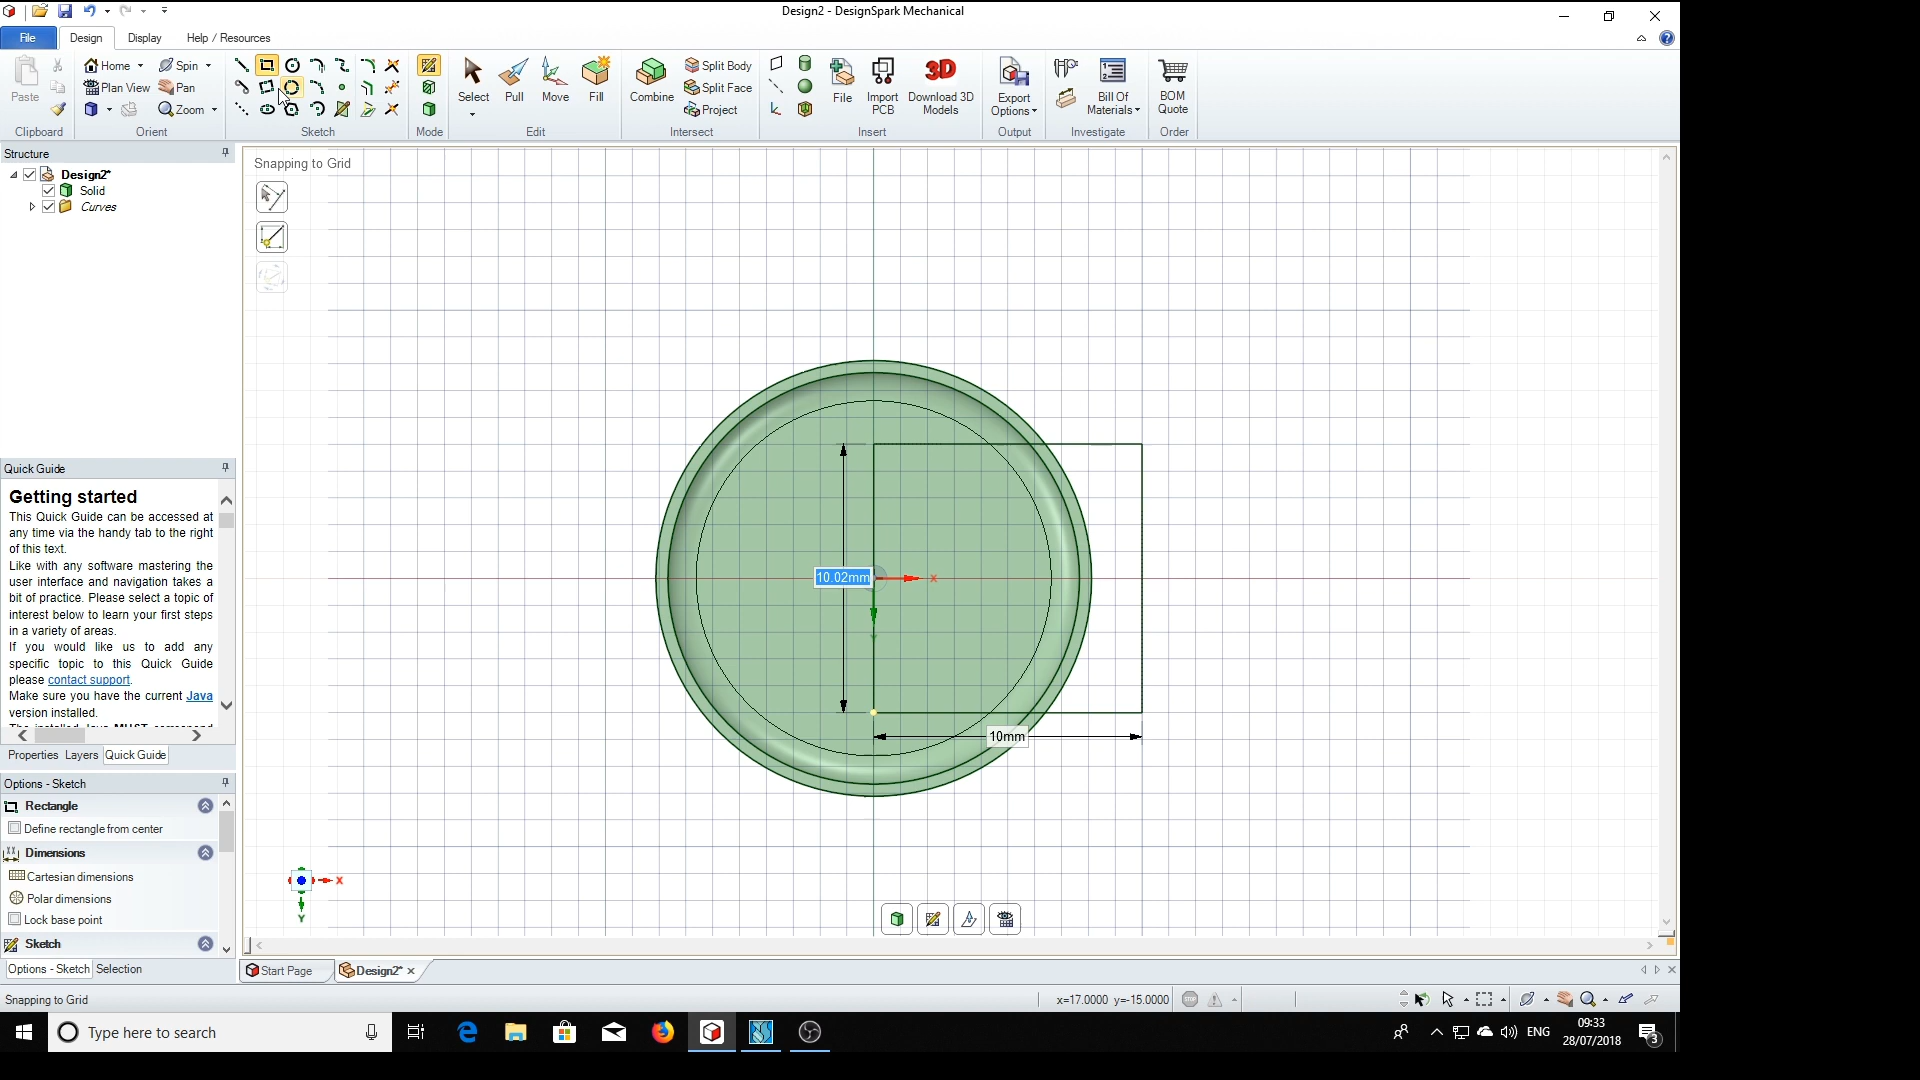 Design2 - DesignSpark Mechanical
File
Design
Display
Help / Resources
Paste
Home
Plan View
Spin
Pan
Zoom
Select
Pull
Move
Fill
Combine
Split Body
Split Face
Project
File
Import
PCB
Download 3D
Models
3D
Export
Options
Bill Of
Materials
BOM
Quote
Clipboard
Orient
Sketch
Mode
Edit
Intersect
Insert
Output
Investigate
Order
Structure
Design2*
Solid
Curves
Snapping to Grid
Quick Guide
Getting started
This Quick Guide can be accessed at
any time via the handy tab to the right
of this text.
Like with any software mastering the
user interface and navigation takes a
bit of practice. Please select a topic of
interest below to learn your first steps
in a variety of areas.
If you would like us to add any
specific topic to this Quick Guide
please contact support.
Make sure you have the current Java
version installed.
Properties
Layers
Quick Guide
Options - Sketch
Rectangle
Define rectangle from center
Dimensions
Cartesian dimensions
Polar dimensions
Lock base point
Sketch
Options - Sketch
Selection
10.02mm
X
10mm
X
Y
Start Page
Design2*
Snapping to Grid
x=17.0000 y=-15.0000
Type here to search
ENG
09:33
28/07/2018
3